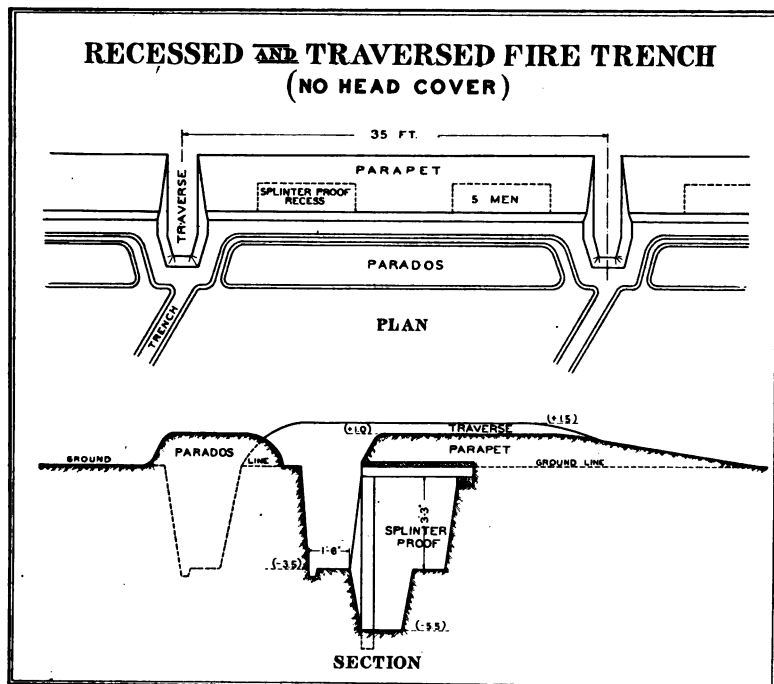 RECESSED AND TRAVERSED FIRE TRENCH
(NO HEAD COVER)
35 FT.
TRAVERSE
PARAPET
SPLINTER PROOF
RECESS
5 MEN
PARADOS
TRENCH
PLAN
(+1.0)
TRAVERSE
(+1.5)
PARADOS
PARAPET
GROUND
LINE
GROUND LINE
3'-3"
SPLINTER
PROOF
1'-6"
(-3.5)
(-5.5)
SECTION